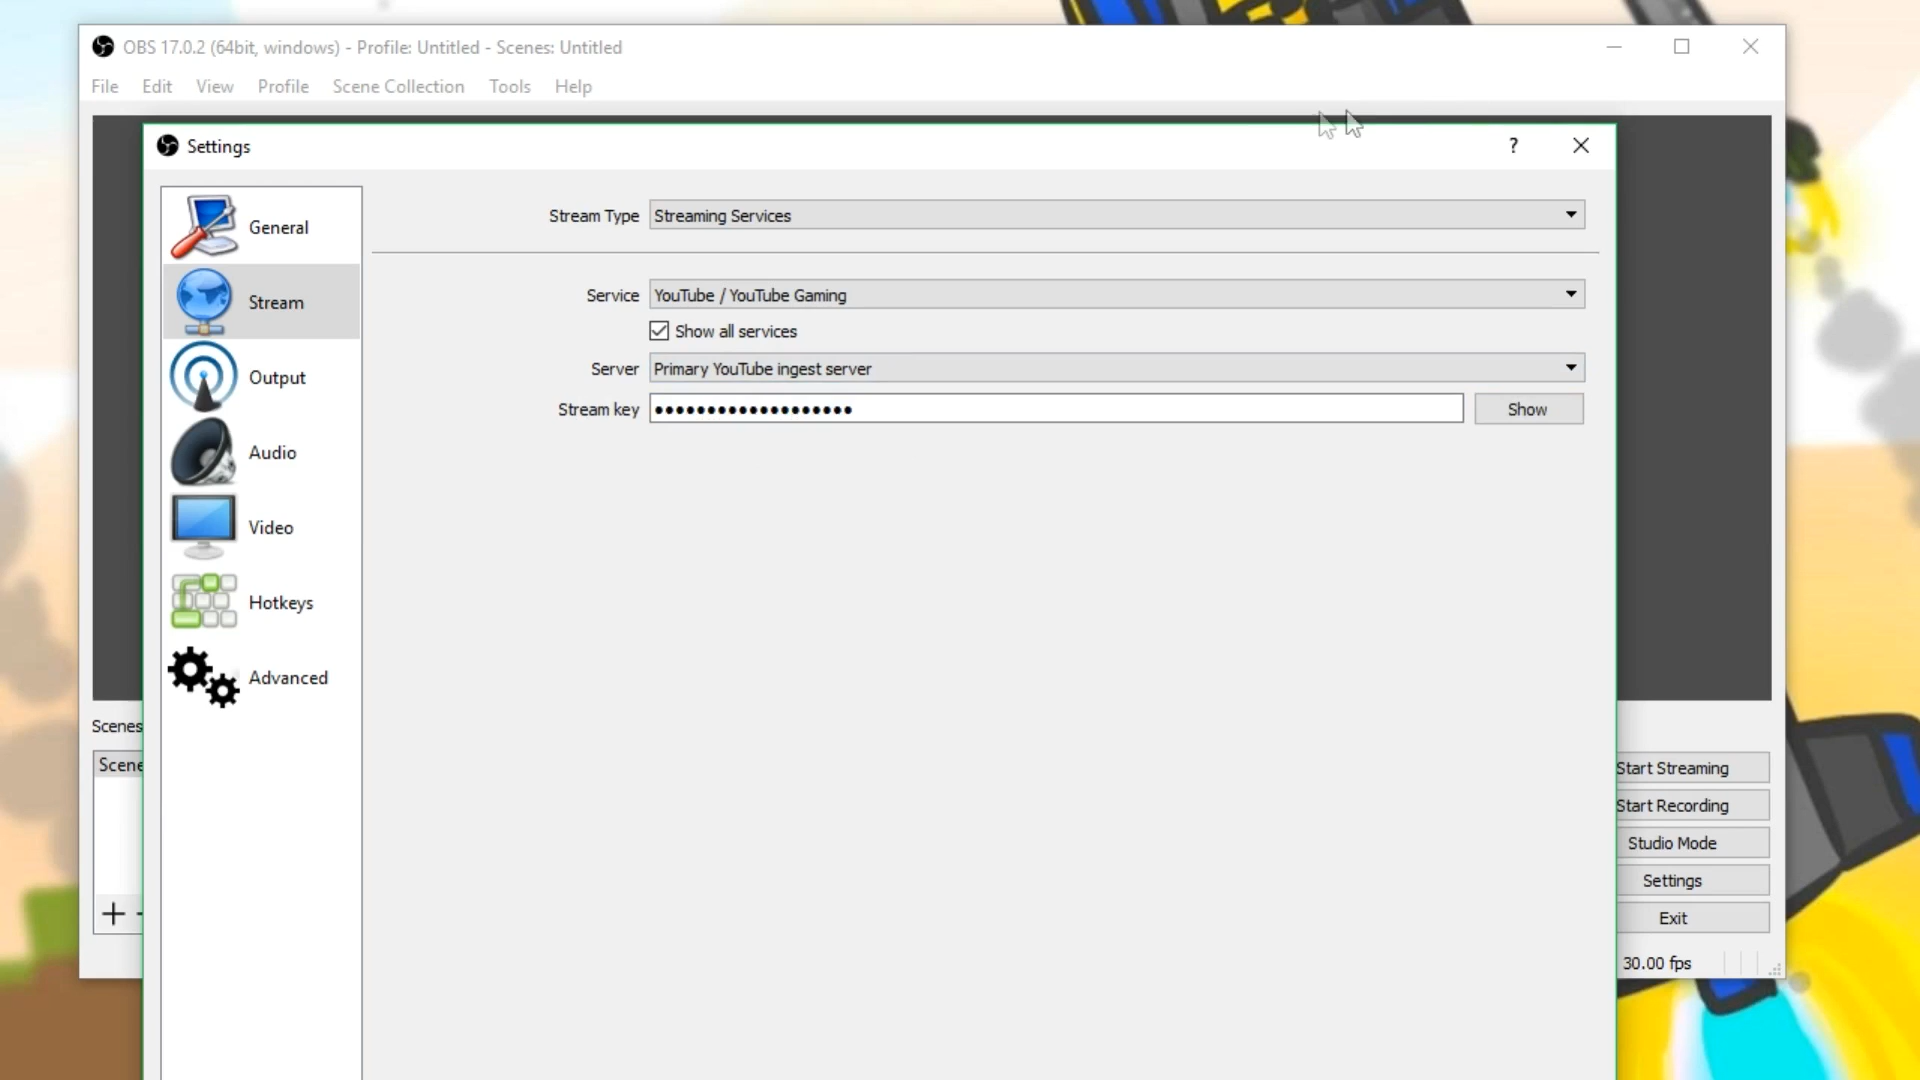 OBS 17.0.2 (64bit, windows) - Profile: Untitled - Scenes: Untitled
File Edit View Profile Scene Collection Tools Help
Settings
?
General
Stream
Output
Audio
Video
Hotkeys
Advanced
Stream Type Streaming Services
Service YouTube / YouTube Gaming
Show all services
Server Primary YouTube ingest server
Stream key ●●●●●●●●●●●●●●●●●●● Show
Scenes
Scene
Start Streaming
Start Recording
Studio Mode
Settings
Exit
30.00 fps